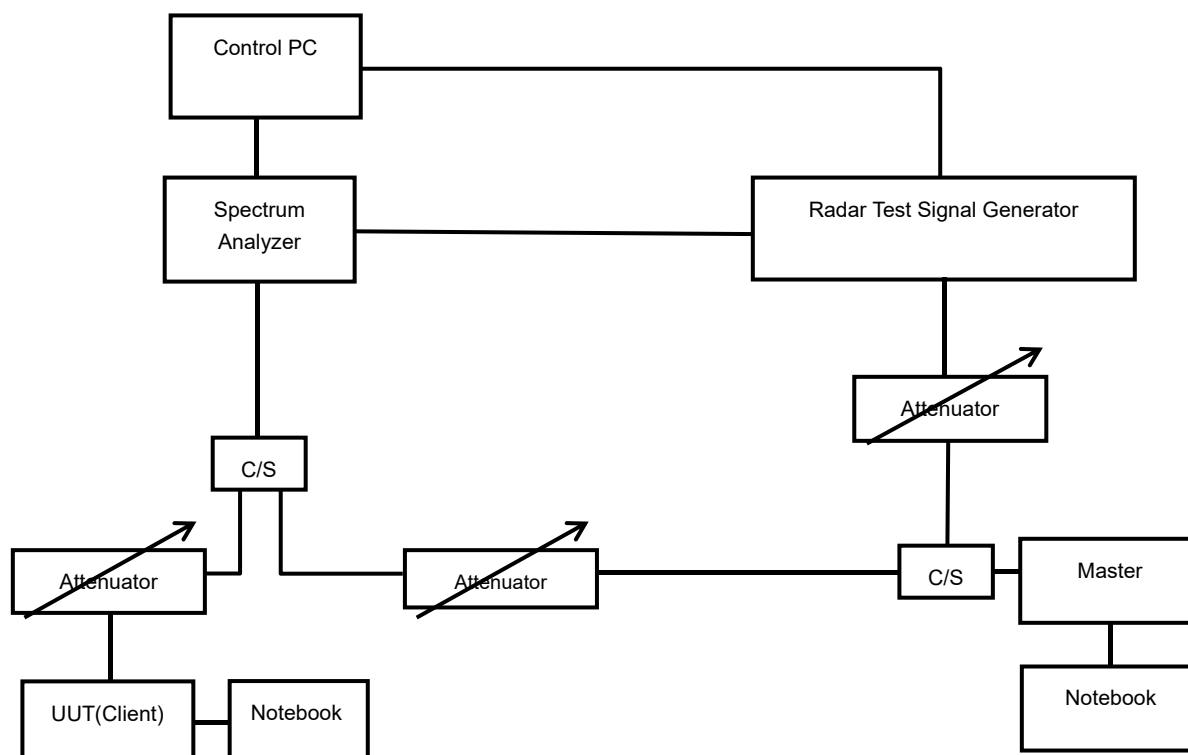 Control PC
Spectrum
Analyzer
Radar Test Signal Generator
Attenuator
C/S
Attenuator
Attenuator
C/S
Master
UUT(Client)
Notebook
Notebook